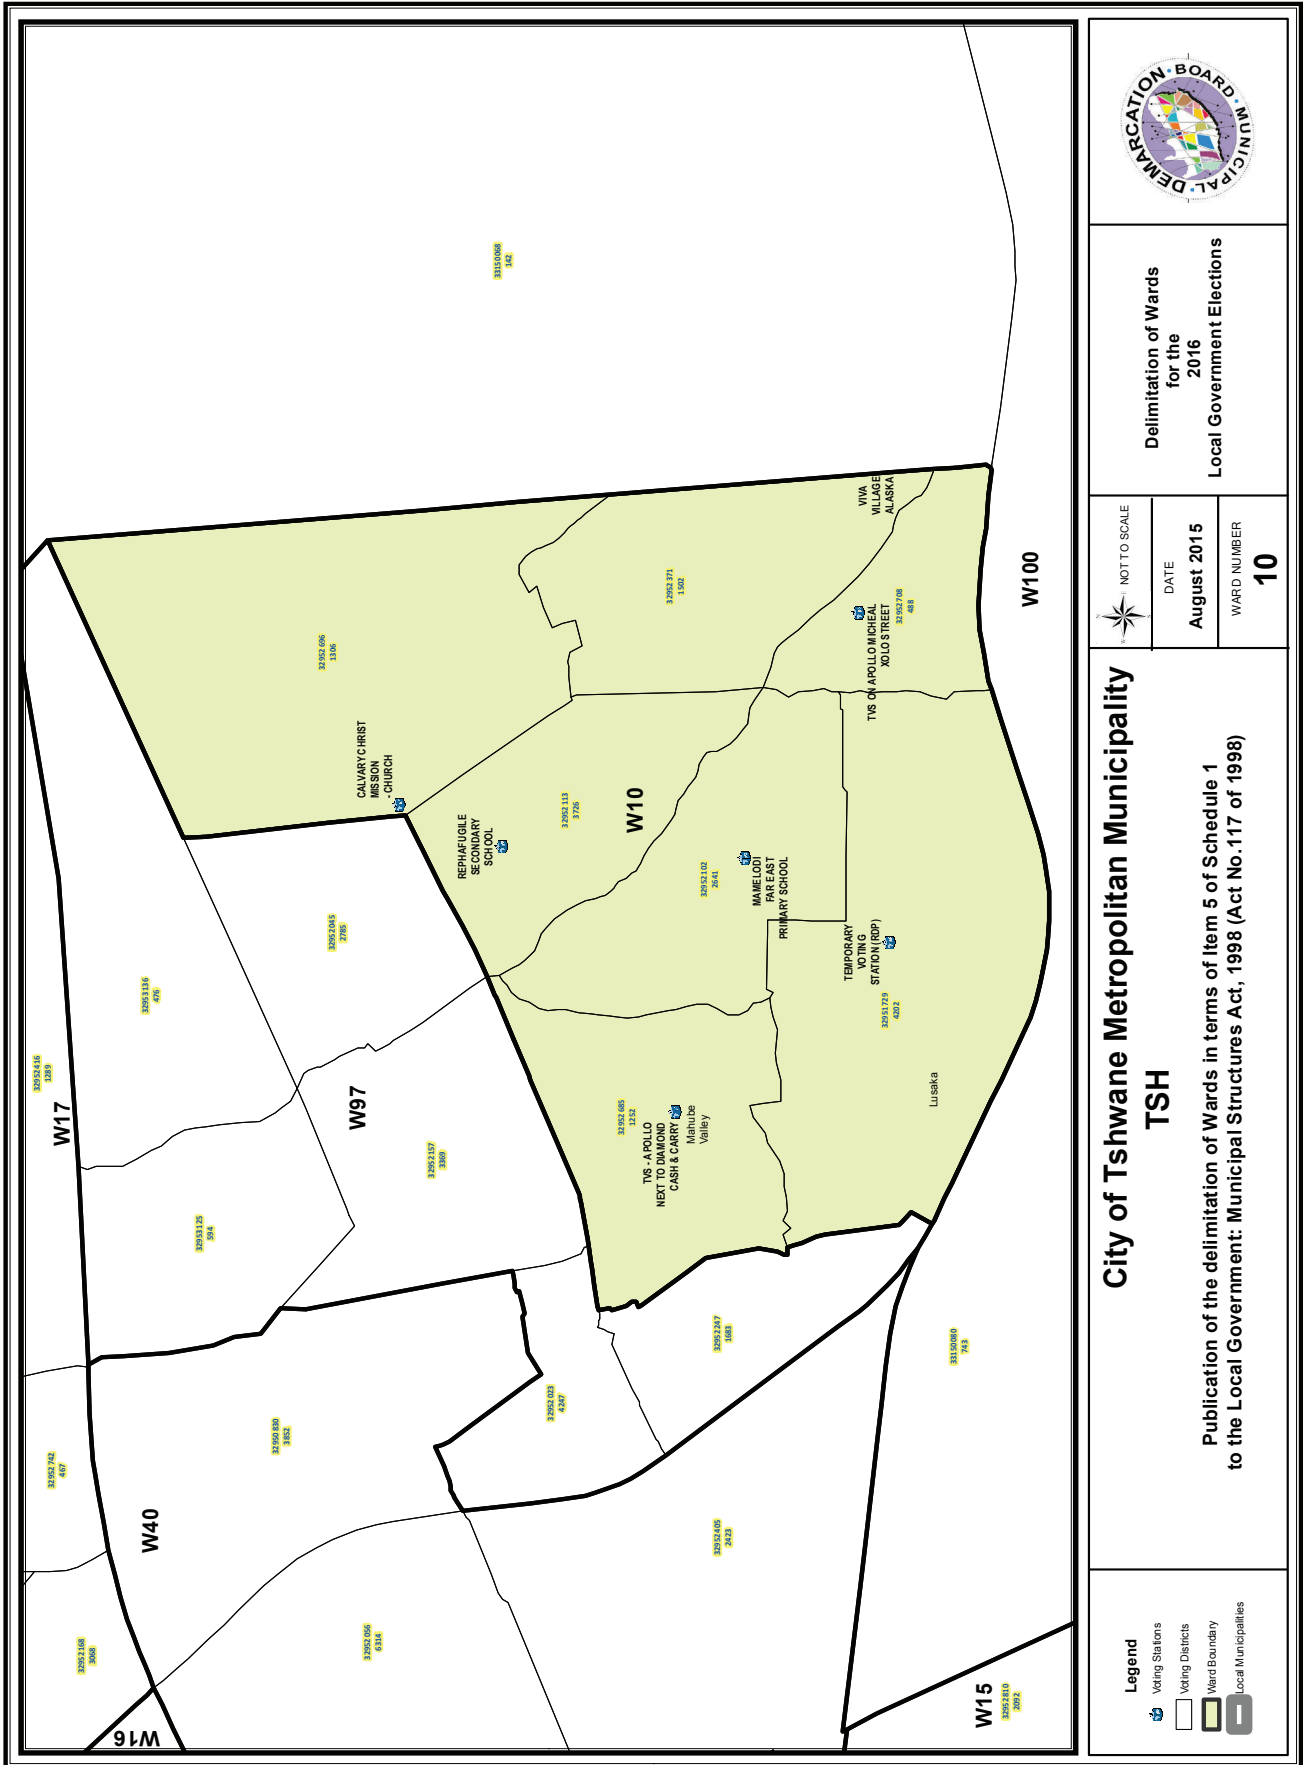 City of Tshwane Metropolitan Municipality
TSH
Publication of the delimitation of Wards in terms of Item 5 of Schedule 1
to the Local Government: Municipal Structures Act, 1998 (Act No.117 of 1998)
Legend
Voting Stations
Voting Districts
Ward Boundary
Local Municipalities
N
W
E
NOT TO SCALE
DATE
August 2015
WARD NUMBER
10
Delimitation of Wards
for the
2016
Local Government Elections
MUNICIPAL · DEMARCATION · BOARD ·
W16
W40
W17
W97
W10
W100
W15
32952168
3068
32952742
467
32952416
1289
32953136
476
32953125
594
32952045
2785
32952157
3369
32950830
3852
32952056
6314
32952023
4247
32952247
1683
32952405
2423
33150080
743
32952810
2092
33150068
142
32952696
1306
CALVARY CHRIST
MISSION
- CHURCH
REPHAFUGILE
SECONDARY
SCHOOL
32952113
3726
32952371
1502
32952102
2641
MAMELODI
FAR EAST
PRIMARY SCHOOL
32952685
1252
TVS - APOLLO
NEXT TO DIAMOND
CASH & CARRY
Mahube
Valley
TEMPORARY
VOTING
STATION (RDP)
32951729
4202
Lusaka
TVS ON APOLLO MICHEAL
XOLO STREET
32952708
488
VIVA
VILLAGE
ALASKA